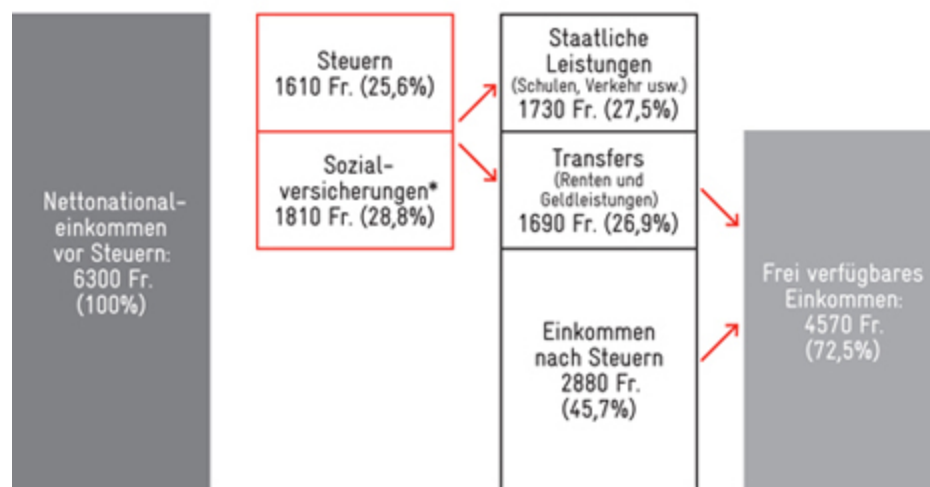 Nettonational-
einkommen
vor Steuern:
6300 Fr.
(100%)
Steuern
1610 Fr. (25,6%)
Sozial-
versicherungen*
1810 Fr. (28,8%)
Staatliche
Leistungen
(Schulen, Verkehr usw.)
1730 Fr. (27,5%)
Transfers
(Renten und
Geldleistungen)
1690 Fr. (26,9%)
Einkommen
nach Steuern
2880 Fr.
(45,7%)
Frei verfügbares
Einkommen:
4570 Fr.
(72,5%)